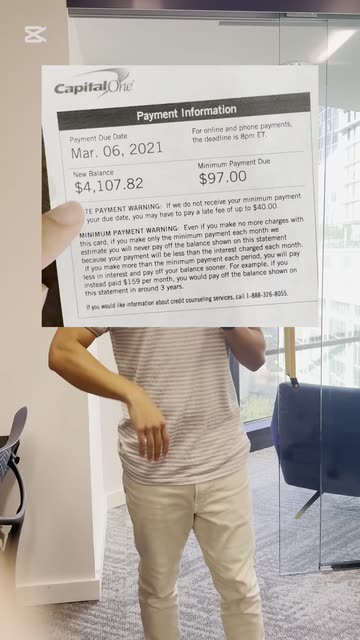 Capital One
Payment Information
Payment Due Date
Mar. 06, 2021
For online and phone payments,
the deadline is 8pm ET.
New Balance
$4,107.82
Minimum Payment Due
$97.00
TE PAYMENT WARNING: If we do not receive your minimum payment
your due date, you may have to pay a late fee of up to $40.00.
MINIMUM PAYMENT WARNING: Even if you make no more charges with
this card, if you make only the minimum payment each month we
estimate you will never pay off the balance shown on this statement
because your payment will be less than the interest charged each month.
If you make more than the minimum payment each period, you will pay
less in interest and pay off your balance sooner. For example, if you
instead paid $159 per month, you would pay off the balance shown on
this statement in around 3 years.
If you would like information about credit counseling services, call 1-888-326-8055.